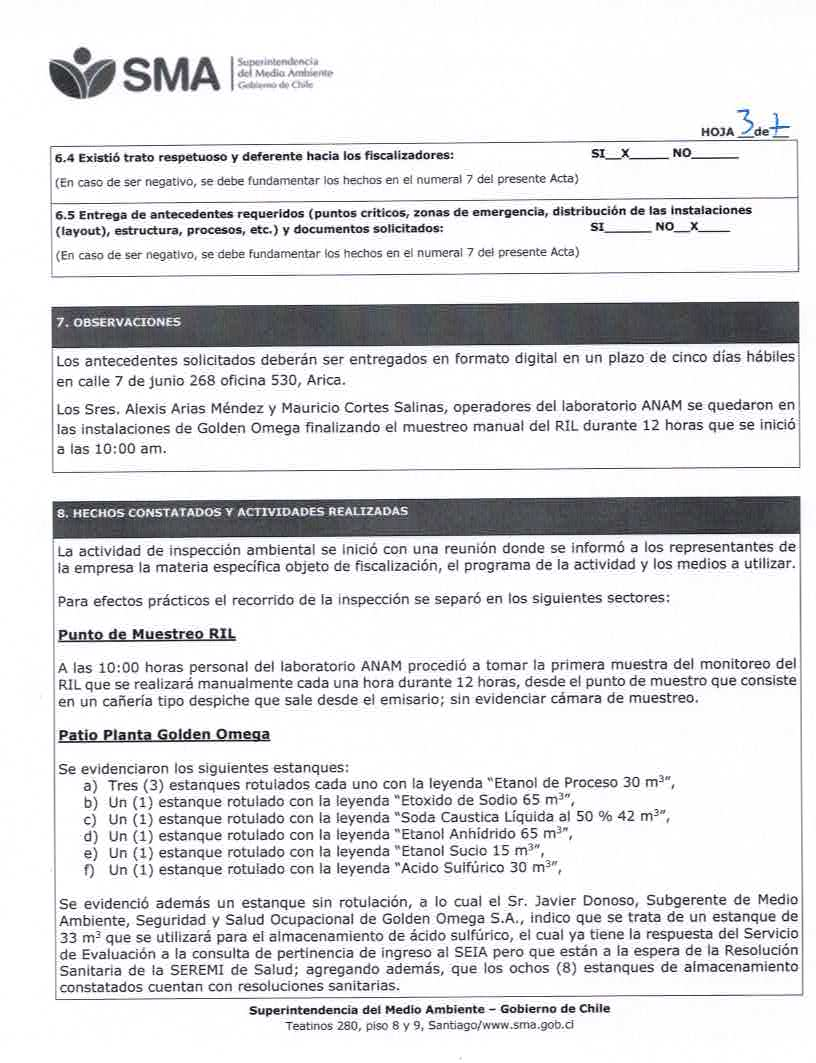 SMA
Superintendencia
del Medio Ambiente
Gobierno de Chile
HOJA 3 de 7
6.4 Existió trato respetuoso y deferente hacia los fiscalizadores: SI__X_____ NO______
(En caso de ser negativo, se debe fundamentar los hechos en el numeral 7 del presente Acta)
6.5 Entrega de antecedentes requeridos (puntos críticos, zonas de emergencia, distribución de las instalaciones
(layout), estructura, procesos, etc.) y documentos solicitados: SI______ NO__X____
(En caso de ser negativo, se debe fundamentar los hechos en el numeral 7 del presente Acta)
7. OBSERVACIONES
Los antecedentes solicitados deberán ser entregados en formato digital en un plazo de cinco días hábiles
en calle 7 de junio 268 oficina 530, Arica.
Los Sres. Alexis Arias Méndez y Mauricio Cortes Salinas, operadores del laboratorio ANAM se quedaron en
las instalaciones de Golden Omega finalizando el muestreo manual del RIL durante 12 horas que se inició
a las 10:00 am.
8. HECHOS CONSTATADOS Y ACTIVIDADES REALIZADAS
La actividad de inspección ambiental se inició con una reunión donde se informó a los representantes de
la empresa la materia específica objeto de fiscalización, el programa de la actividad y los medios a utilizar.
Para efectos prácticos el recorrido de la inspección se separó en los siguientes sectores:
Punto de Muestreo RIL
A las 10:00 horas personal del laboratorio ANAM procedió a tomar la primera muestra del monitoreo del
RIL que se realizará manualmente cada una hora durante 12 horas, desde el punto de muestro que consiste
en un cañería tipo despiche que sale desde el emisario; sin evidenciar cámara de muestreo.
Patio Planta Golden Omega
Se evidenciaron los siguientes estanques:
a) Tres (3) estanques rotulados cada uno con la leyenda "Etanol de Proceso 30 m³",
b) Un (1) estanque rotulado con la leyenda "Etoxido de Sodio 65 m³",
c) Un (1) estanque rotulado con la leyenda "Soda Caustica Líquida al 50 % 42 m³",
d) Un (1) estanque rotulado con la leyenda "Etanol Anhídrido 65 m³",
e) Un (1) estanque rotulado con la leyenda "Etanol Sucio 15 m³",
f) Un (1) estanque rotulado con la leyenda "Acido Sulfúrico 30 m³",
Se evidenció además un estanque sin rotulación, a lo cual el Sr. Javier Donoso, Subgerente de Medio
Ambiente, Seguridad y Salud Ocupacional de Golden Omega S.A., indico que se trata de un estanque de
33 m³ que se utilizará para el almacenamiento de ácido sulfúrico, el cual ya tiene la respuesta del Servicio
de Evaluación a la consulta de pertinencia de ingreso al SEIA pero que están a la espera de la Resolución
Sanitaria de la SEREMI de Salud; agregando además, que los ochos (8) estanques de almacenamiento
constatados cuentan con resoluciones sanitarias.
Superintendencia del Medio Ambiente – Gobierno de Chile
Teatinos 280, piso 8 y 9, Santiago/www.sma.gob.cl